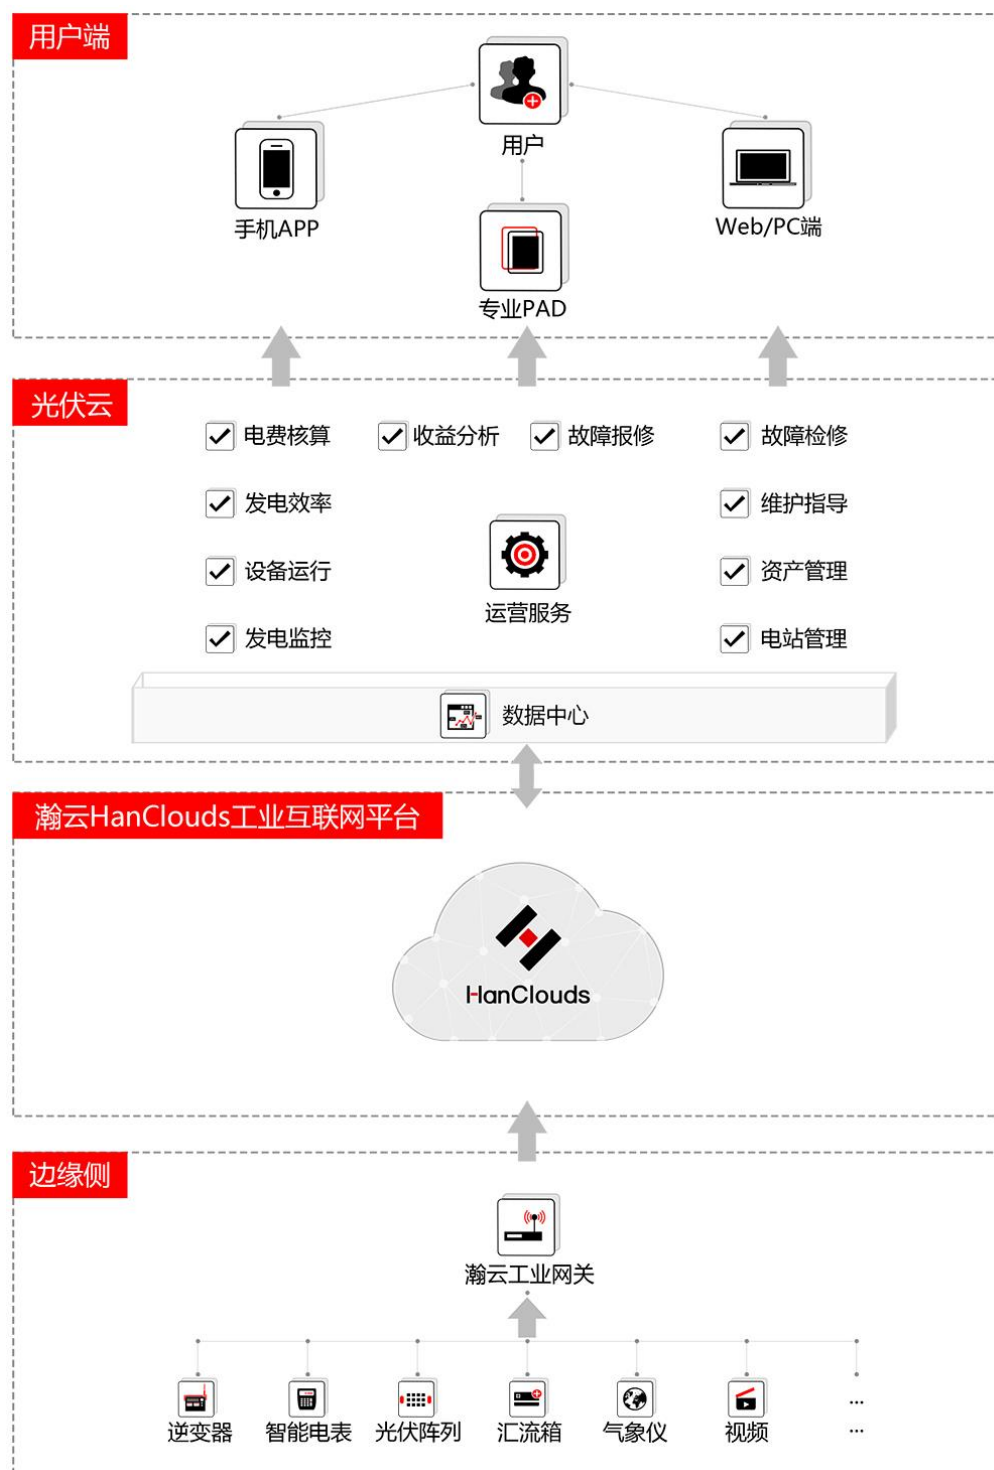 用户端
用户
手机APP
Web/PC端
专业PAD
光伏云
电费核算 收益分析 故障报修 故障检修
发电效率 维护指导
设备运行 资产管理
运营服务
发电监控 电站管理
数据中心
瀚云HanClouds工业互联网平台
HanClouds
边缘侧
瀚云工业网关
逆变器 智能电表 光伏阵列 汇流箱 气象仪 视频 ...
...